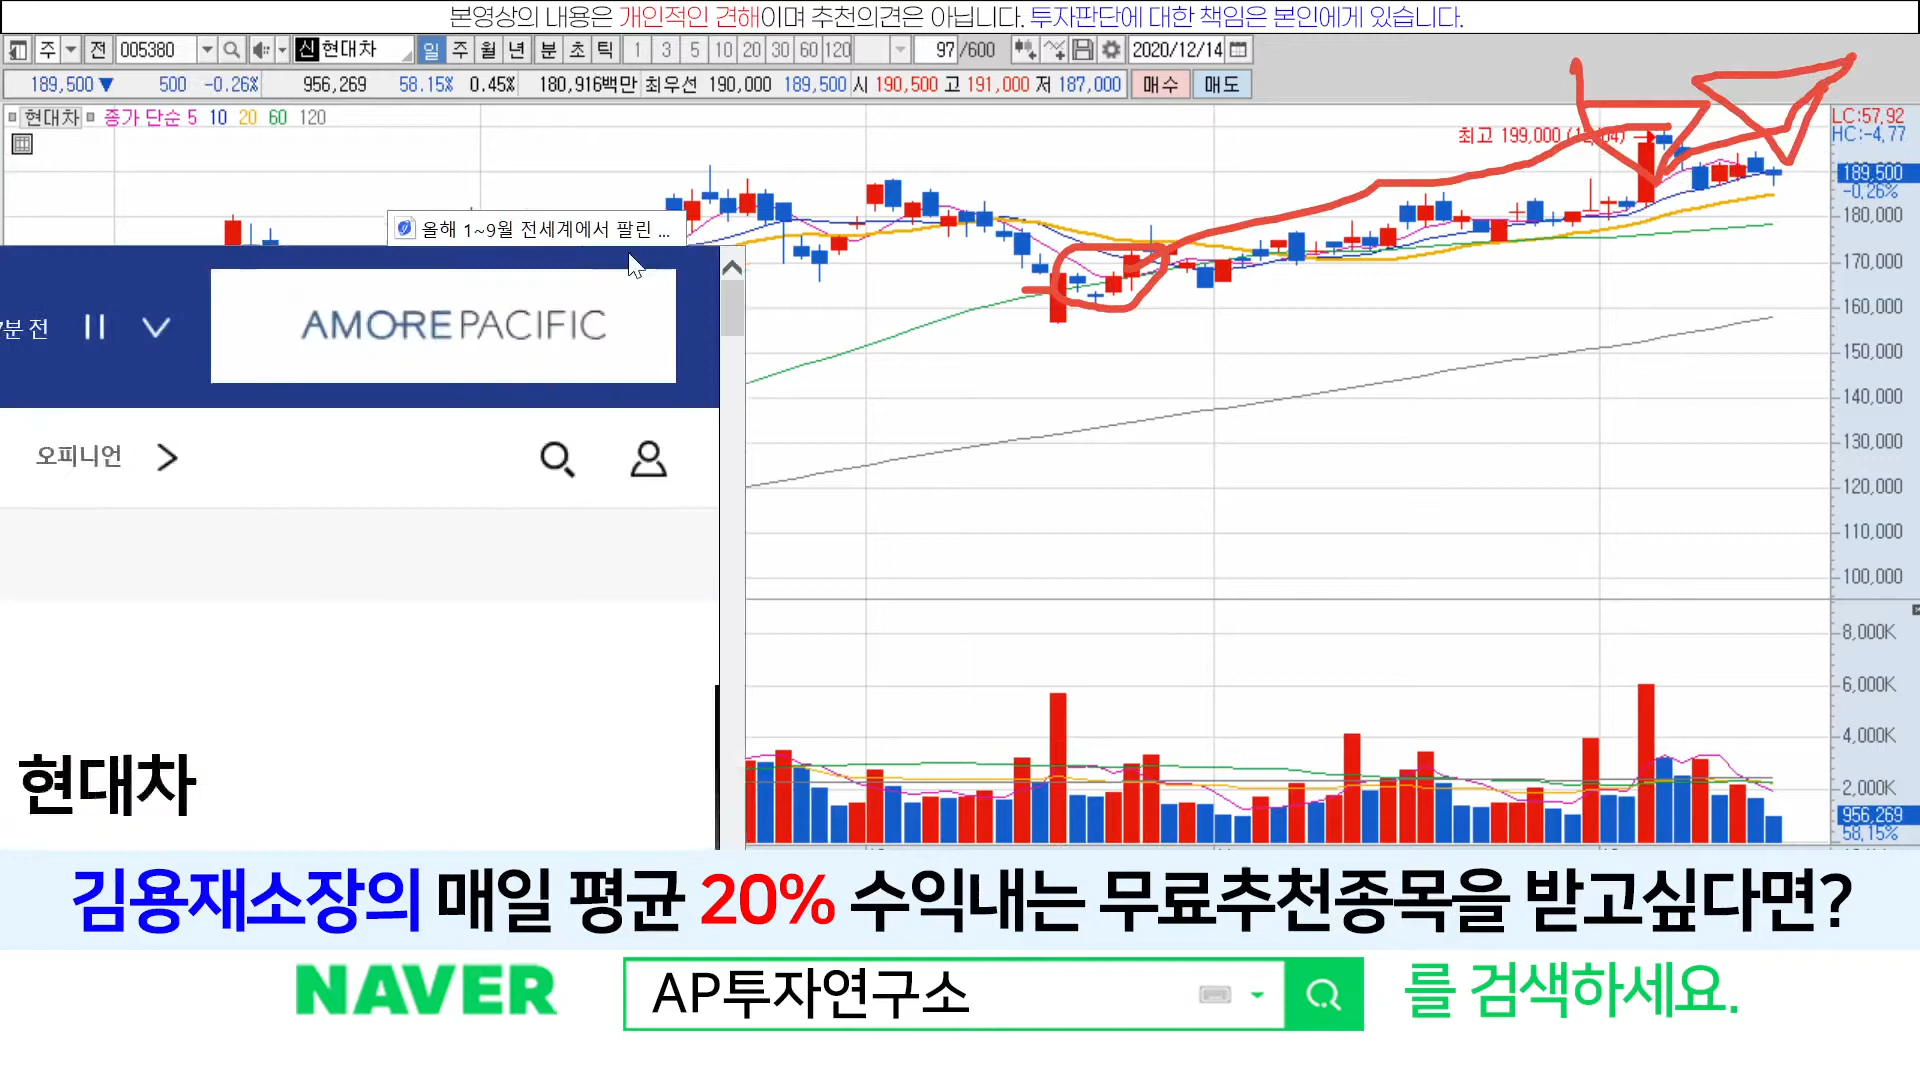 본영상의 내용은 개인적인 견해이며 추천의견은 아닙니다. 투자판단에 대한 책임은 본인에게 있습니다.
주 전 005380 신 현대차 일 주 월 년 분 초 틱 1 3 5 10 20 30 60 120 97 /600 2020/12/14
189,500 ▼ 500 -0.26% 956,269 58.15% 0.45% 180,916백만 최우선 190,000 189,500 시 190,500 고 191,000 저 187,000 매수 매도
현대차 종가 단순 5 10 20 60 120
LC:57.92
HC:-4.77
최고 199,000
189,500
-0.26%
180,000
170,000
160,000
150,000
140,000
130,000
120,000
110,000
100,000
8,000K
6,000K
4,000K
2,000K
956,269
58.15%
올해 1~9월 전세계에서 팔린 ...
분 전
AMOREPACIFIC
오피니언
현대차
김용재소장의 매일 평균 20% 수익내는 무료추천종목을 받고싶다면?
NAVER AP투자연구소 를 검색하세요.